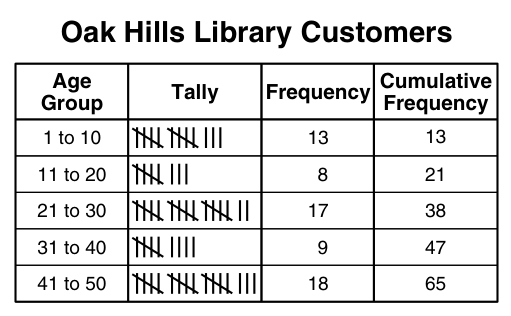 Oak Hills Library Customers
Age Group Tally Frequency Cumulative Frequency
1 to 10 13 13
11 to 20 8 21
21 to 30 17 38
31 to 40 9 47
41 to 50 18 65